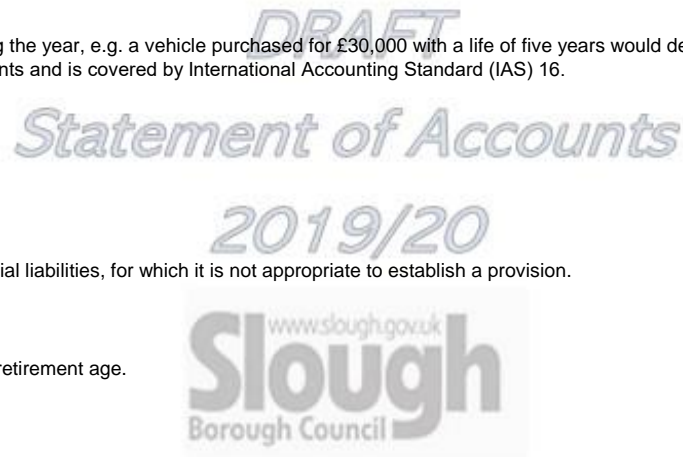 DRAFT
g the year, e.g. a vehicle purchased for £30,000 with a life of five years would de
nts and is covered by International Accounting Standard (IAS) 16.
Statement of Accounts
2019/20
ial liabilities, for which it is not appropriate to establish a provision.
www.slough.gov.uk
Slough
retirement age.
Borough Council